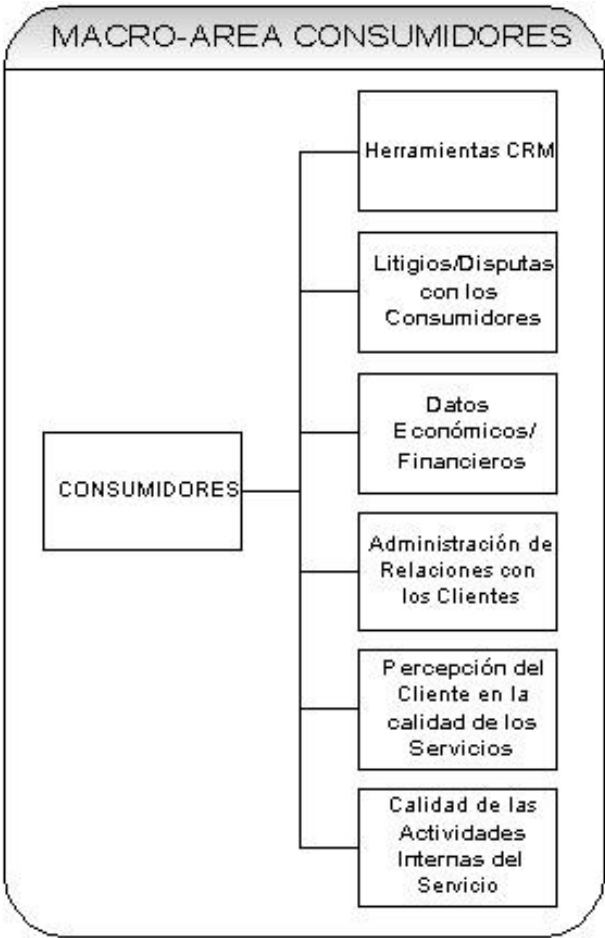 MACRO-AREA CONSUMIDORES
Herramientas CRM
Litigios/Disputas
con los
Consumidores
Datos
Económicos/
Financieros
CONSUMIDORES
Administración de
Relaciones con
los Clientes
Percepción del
Cliente en la
calidad de los
Servicios
Calidad de las
Actividades
Internas del
Servicio